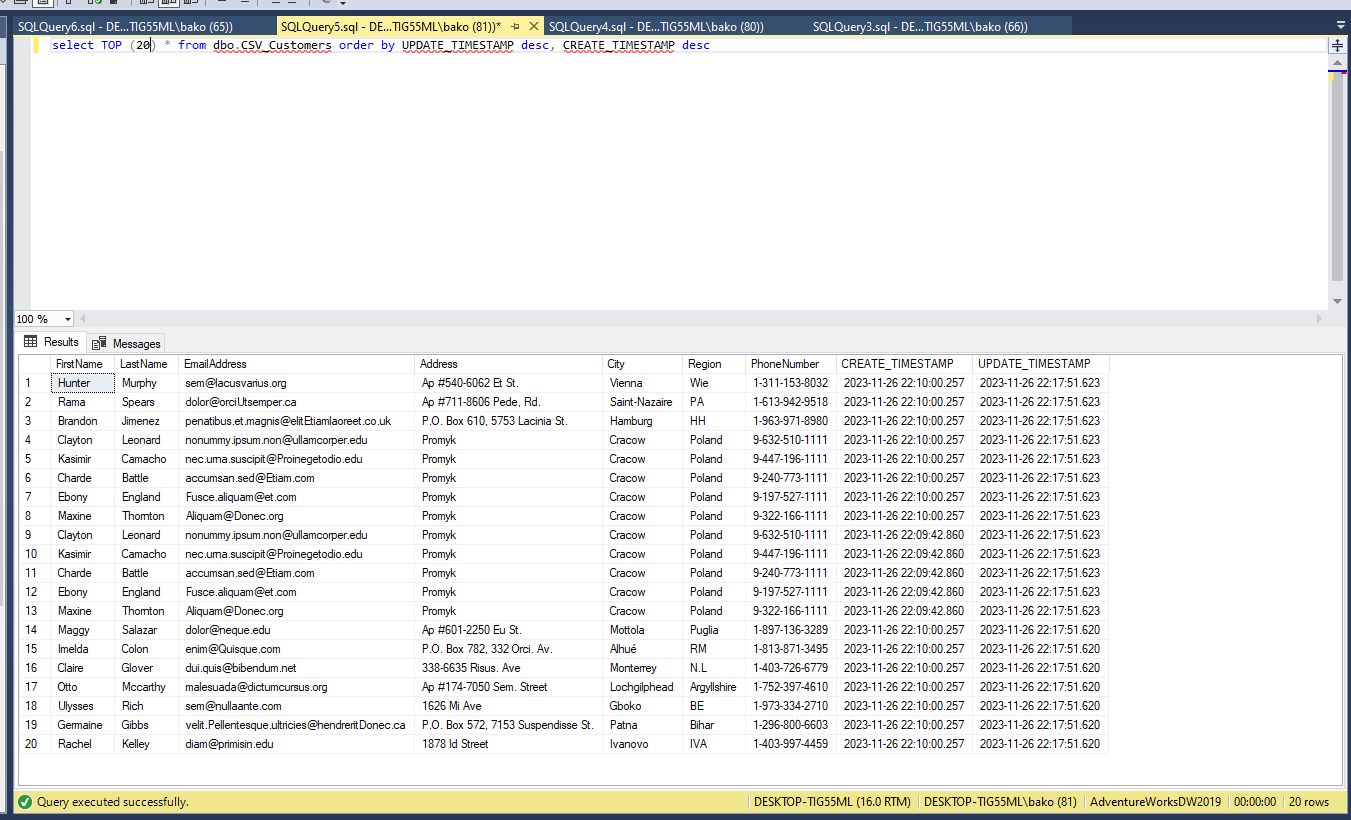 SQLQuery6.sql - DE...TIG55ML\bako (65)) SQLQuery5.sql - DE...TIG55ML\bako (81))* SQLQuery4.sql - DE...TIG55ML\bako (80)) SQLQuery3.sql - DE...TIG55ML\bako (66))
select TOP (20) * from dbo.CSV_Customers order by UPDATE_TIMESTAMP desc, CREATE_TIMESTAMP desc
100 %
Results Messages
FirstName LastName EmailAddress Address City Region PhoneNumber CREATE_TIMESTAMP UPDATE_TIMESTAMP
1 Hunter Murphy sem@lacusvarius.org Ap #540-6062 Et St. Vienna Wie 1-311-153-8032 2023-11-26 22:10:00.257 2023-11-26 22:17:51.623
2 Rama Spears dolor@orciUtsemper.ca Ap #711-8606 Pede, Rd. Saint-Nazaire PA 1-613-942-9518 2023-11-26 22:10:00.257 2023-11-26 22:17:51.623
3 Brandon Jimenez penatibus.et.magnis@elitEtiamlaoreet.co.uk P.O. Box 610, 5753 Lacinia St. Hamburg HH 1-963-971-8980 2023-11-26 22:10:00.257 2023-11-26 22:17:51.623
4 Clayton Leonard nonummy.ipsum.non@ullamcorper.edu Promyk Cracow Poland 9-632-510-1111 2023-11-26 22:10:00.257 2023-11-26 22:17:51.623
5 Kasimir Camacho nec.urna.suscipit@Proinegetodio.edu Promyk Cracow Poland 9-447-196-1111 2023-11-26 22:10:00.257 2023-11-26 22:17:51.623
6 Charde Battle accumsan.sed@Etiam.com Promyk Cracow Poland 9-240-773-1111 2023-11-26 22:10:00.257 2023-11-26 22:17:51.623
7 Ebony England Fusce.aliquam@et.com Promyk Cracow Poland 9-197-527-1111 2023-11-26 22:10:00.257 2023-11-26 22:17:51.623
8 Maxine Thornton Aliquam@Donec.org Promyk Cracow Poland 9-322-166-1111 2023-11-26 22:10:00.257 2023-11-26 22:17:51.623
9 Clayton Leonard nonummy.ipsum.non@ullamcorper.edu Promyk Cracow Poland 9-632-510-1111 2023-11-26 22:09:42.860 2023-11-26 22:17:51.623
10 Kasimir Camacho nec.urna.suscipit@Proinegetodio.edu Promyk Cracow Poland 9-447-196-1111 2023-11-26 22:09:42.860 2023-11-26 22:17:51.623
11 Charde Battle accumsan.sed@Etiam.com Promyk Cracow Poland 9-240-773-1111 2023-11-26 22:09:42.860 2023-11-26 22:17:51.623
12 Ebony England Fusce.aliquam@et.com Promyk Cracow Poland 9-197-527-1111 2023-11-26 22:09:42.860 2023-11-26 22:17:51.623
13 Maxine Thornton Aliquam@Donec.org Promyk Cracow Poland 9-322-166-1111 2023-11-26 22:09:42.860 2023-11-26 22:17:51.623
14 Maggy Salazar dolor@neque.edu Ap #601-2250 Eu St. Mottola Puglia 1-897-136-3289 2023-11-26 22:10:00.257 2023-11-26 22:17:51.620
15 Imelda Colon enim@Quisque.com P.O. Box 782, 332 Orci. Av. Alhué RM 1-813-871-3495 2023-11-26 22:10:00.257 2023-11-26 22:17:51.620
16 Claire Glover dui.quis@bibendum.net 338-6635 Risus. Ave Monterrey N.L 1-403-726-6779 2023-11-26 22:10:00.257 2023-11-26 22:17:51.620
17 Otto Mccarthy malesuada@dictumcursus.org Ap #174-7050 Sem. Street Lochgilphead Argyllshire 1-752-397-4610 2023-11-26 22:10:00.257 2023-11-26 22:17:51.620
18 Ulysses Rich sem@nullaante.com 1626 Mi Ave Gboko BE 1-973-334-2710 2023-11-26 22:10:00.257 2023-11-26 22:17:51.620
19 Germaine Gibbs velit.Pellentesque.ultricies@hendreritDonec.ca P.O. Box 572, 7153 Suspendisse St. Patna Bihar 1-296-800-6603 2023-11-26 22:10:00.257 2023-11-26 22:17:51.620
20 Rachel Kelley diam@primisin.edu 1878 Id Street Ivanovo IVA 1-403-997-4459 2023-11-26 22:10:00.257 2023-11-26 22:17:51.620
Query executed successfully. DESKTOP-TIG55ML (16.0 RTM) DESKTOP-TIG55ML\bako (81) AdventureWorksDW2019 00:00:00 20 rows